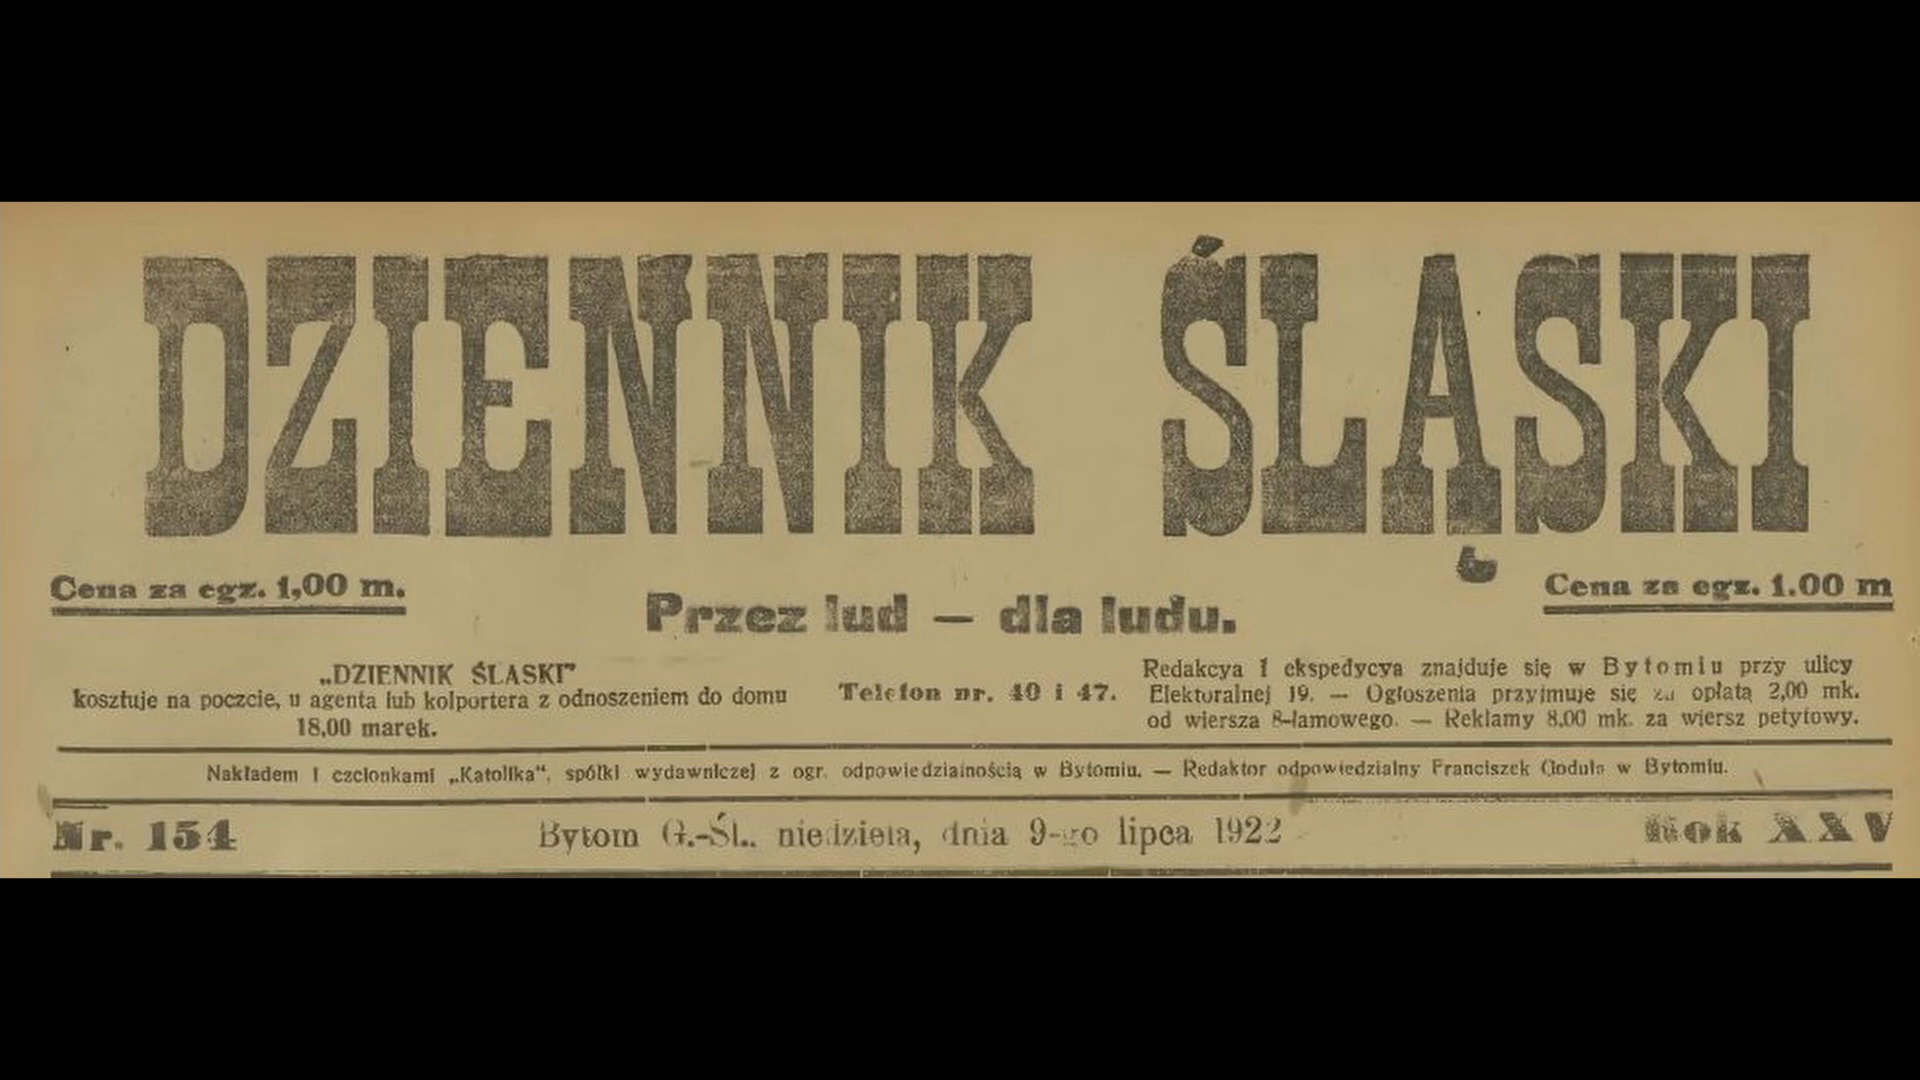 DZIENNIK ŚLĄSKI
Cena za egz. 1,00 m.
Przez lud — dla ludu.
Cena za egz. 1.00 m
„DZIENNIK ŚLĄSKI”
kosztuje na poczcie, u agenta lub kolportera z odnoszeniem do domu
18,00 marek.
Telefon nr. 40 i 47.
Redakcya i ekspedycya znajduje się w Bytomiu przy ulicy
Elektoralnej 19. — Ogłoszenia przyjmuje się za opłatą 2,00 mk.
od wiersza 8-łamowego. — Reklamy 8,00 mk. za wiersz petytowy.
Nakładem i czcionkami „Katolika“, spółki wydawniczej z ogr. odpowiedzialnością w Bytomiu. — Redaktor odpowiedzialny Franciszek Godula w Bytomiu.
Nr. 154
Bytom G.-Śl., niedziela, dnia 9-go lipca 1922
Rok XXV